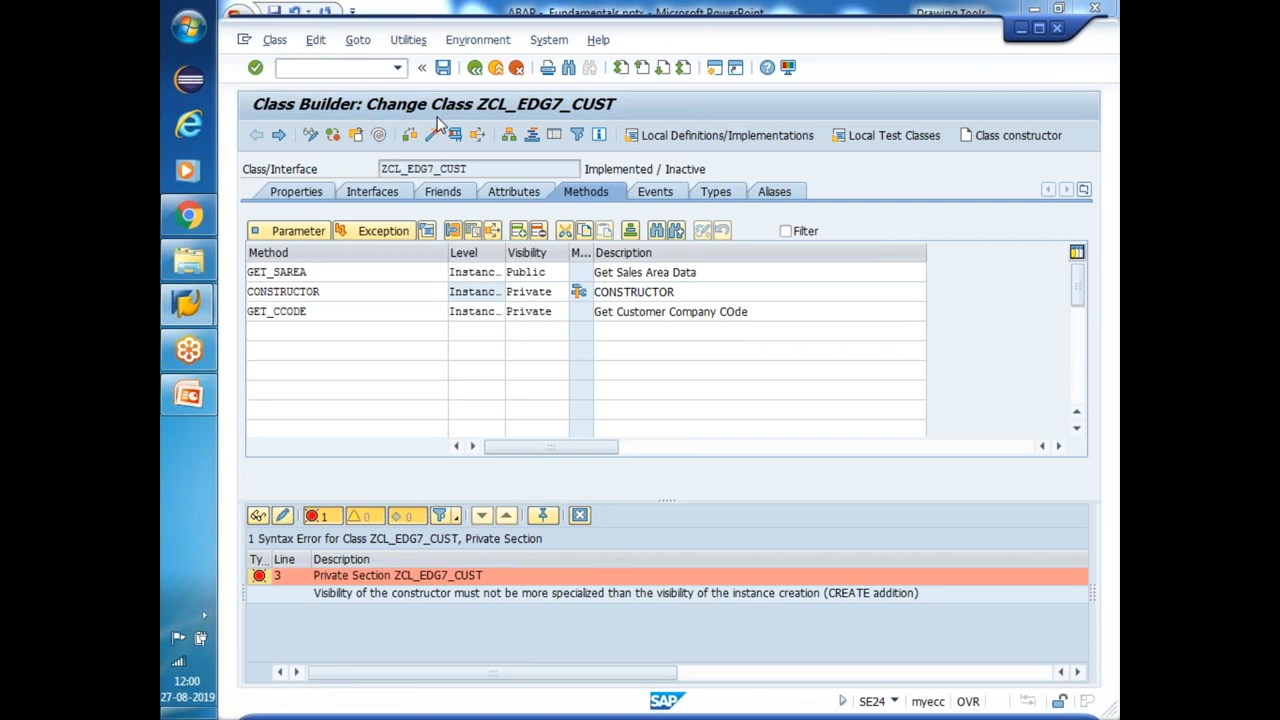 ABAP - Fundamentals.pptx - Microsoft PowerPoint
Drawing Tools
Class Edit Goto Utilities Environment System Help
Class Builder: Change Class ZCL_EDG7_CUST
Local Definitions/Implementations Local Test Classes Class constructor
Class/Interface ZCL_EDG7_CUST Implemented / Inactive
Properties Interfaces Friends Attributes Methods Events Types Aliases
Parameter Exception Filter
Method Level Visibility M... Description
GET_SAREA Instanc.. Public Get Sales Area Data
CONSTRUCTOR Instanc.. Private CONSTRUCTOR
GET_CCODE Instanc.. Private Get Customer Company COde
1 0 0
1 Syntax Error for Class ZCL_EDG7_CUST, Private Section
Ty.. Line Description
3 Private Section ZCL_EDG7_CUST
Visibility of the constructor must not be more specialized than the visibility of the instance creation (CREATE addition)
12:00
27-08-2019
SAP SE24 myecc OVR